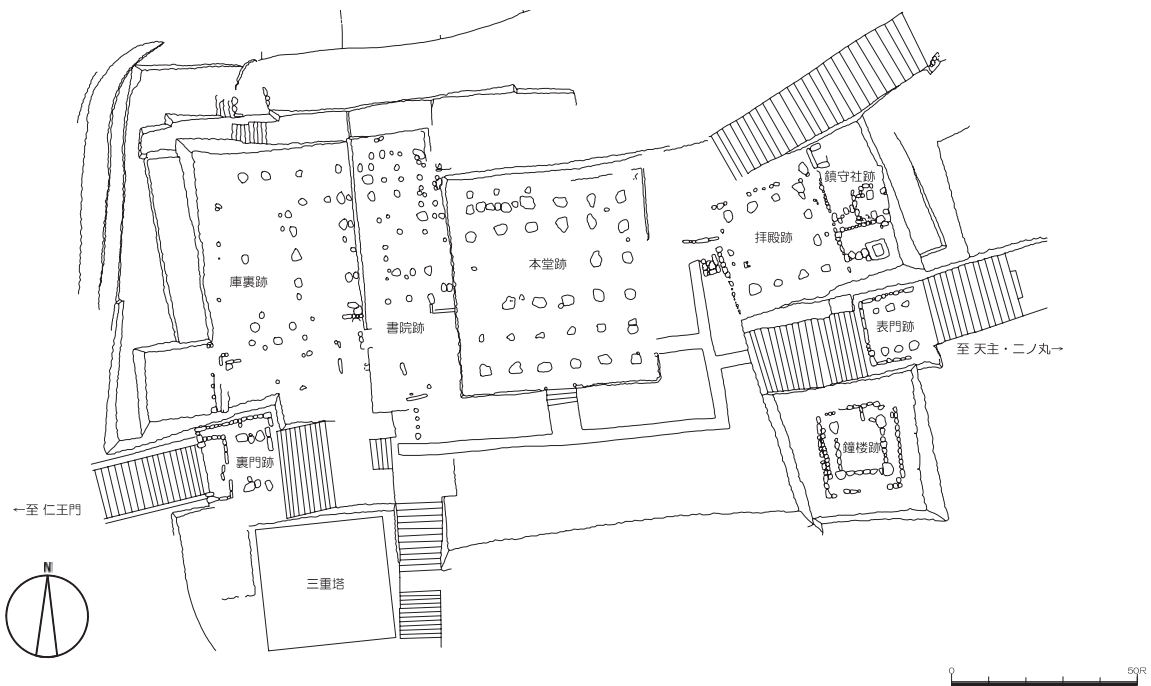 鎮守社跡
拝殿跡
本堂跡
庫裏跡
書院跡
表門跡
至 天主・二ノ丸→
鐘楼跡
裏門跡
←至 仁王門
N
三重塔
0 50R